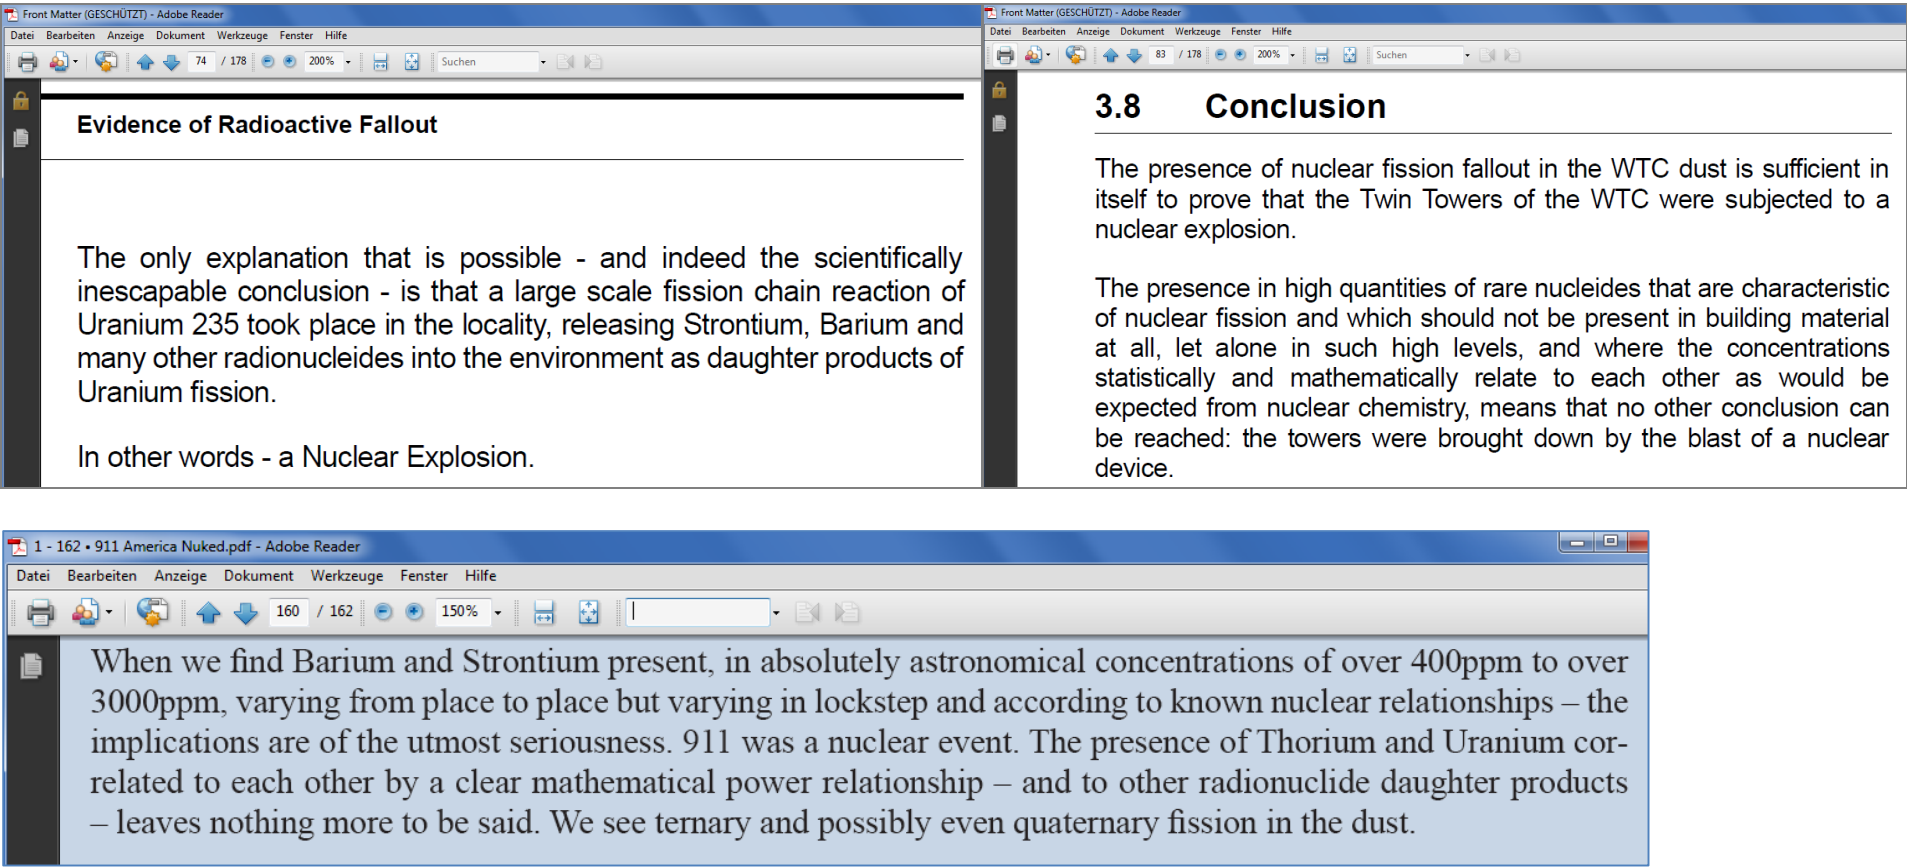 Front Matter (GESCHÜTZT) - Adobe Reader
Datei Bearbeiten Anzeige Dokument Werkzeuge Fenster Hilfe
74 / 178 200% Suchen
Evidence of Radioactive Fallout
The only explanation that is possible - and indeed the scientifically
inescapable conclusion - is that a large scale fission chain reaction of
Uranium 235 took place in the locality, releasing Strontium, Barium and
many other radionucleides into the environment as daughter products of
Uranium fission.
In other words - a Nuclear Explosion.
Front Matter (GESCHÜTZT) - Adobe Reader
Datei Bearbeiten Anzeige Dokument Werkzeuge Fenster Hilfe
83 / 178 200% Suchen
3.8 Conclusion
The presence of nuclear fission fallout in the WTC dust is sufficient in
itself to prove that the Twin Towers of the WTC were subjected to a
nuclear explosion.
The presence in high quantities of rare nucleides that are characteristic
of nuclear fission and which should not be present in building material
at all, let alone in such high levels, and where the concentrations
statistically and mathematically relate to each other as would be
expected from nuclear chemistry, means that no other conclusion can
be reached: the towers were brought down by the blast of a nuclear
device.
1 - 162 • 911 America Nuked.pdf - Adobe Reader
Datei Bearbeiten Anzeige Dokument Werkzeuge Fenster Hilfe
160 / 162 150%
When we find Barium and Strontium present, in absolutely astronomical concentrations of over 400ppm to over
3000ppm, varying from place to place but varying in lockstep and according to known nuclear relationships – the
implications are of the utmost seriousness. 911 was a nuclear event. The presence of Thorium and Uranium cor-
related to each other by a clear mathematical power relationship – and to other radionuclide daughter products
– leaves nothing more to be said. We see ternary and possibly even quaternary fission in the dust.